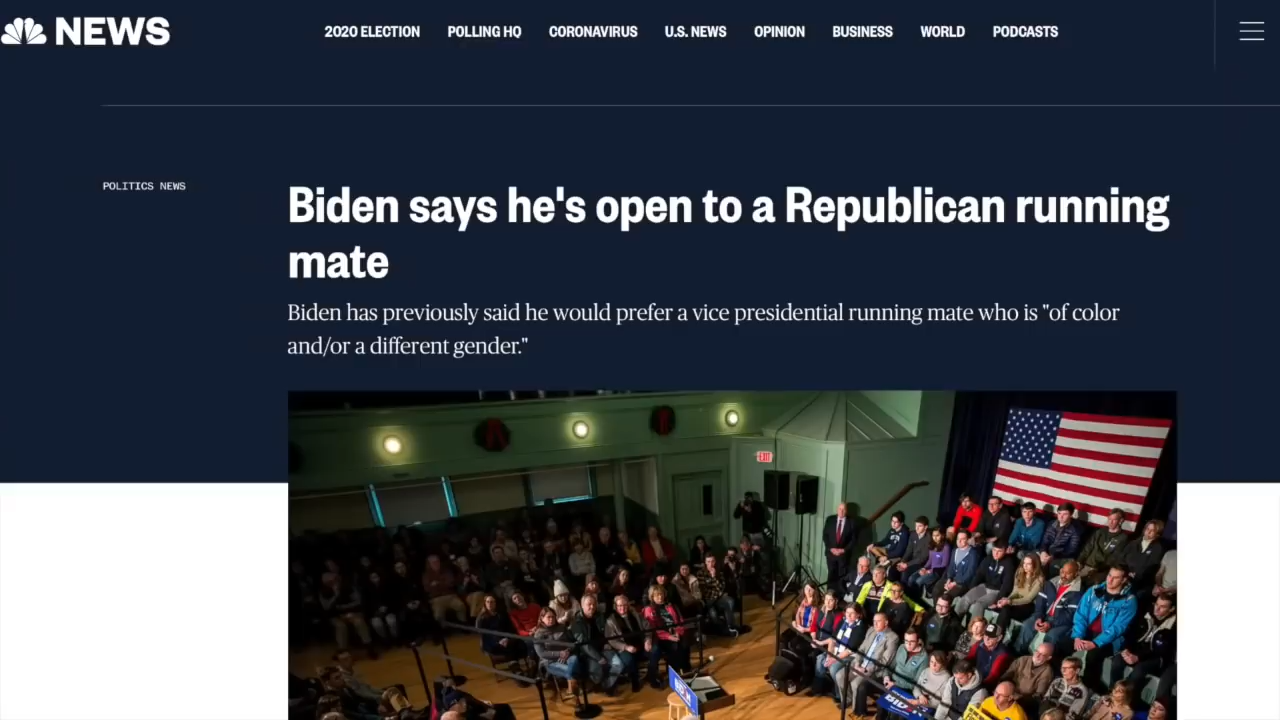 NEWS
2020 ELECTION POLLING HQ CORONAVIRUS U.S. NEWS OPINION BUSINESS WORLD PODCASTS
POLITICS NEWS
Biden says he's open to a Republican running
mate
Biden has previously said he would prefer a vice presidential running mate who is "of color
and/or a different gender."
EXIT